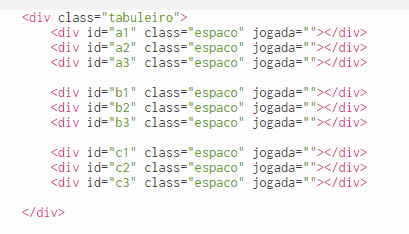 <div class="tabuleiro">
<div id="a1" class="espaco" jogada=""></div>
<div id="a2" class="espaco" jogada=""></div>
<div id="a3" class="espaco" jogada=""></div>
<div id="b1" class="espaco" jogada=""></div>
<div id="b2" class="espaco" jogada=""></div>
<div id="b3" class="espaco" jogada=""></div>
<div id="c1" class="espaco" jogada=""></div>
<div id="c2" class="espaco" jogada=""></div>
<div id="c3" class="espaco" jogada=""></div>
</div>